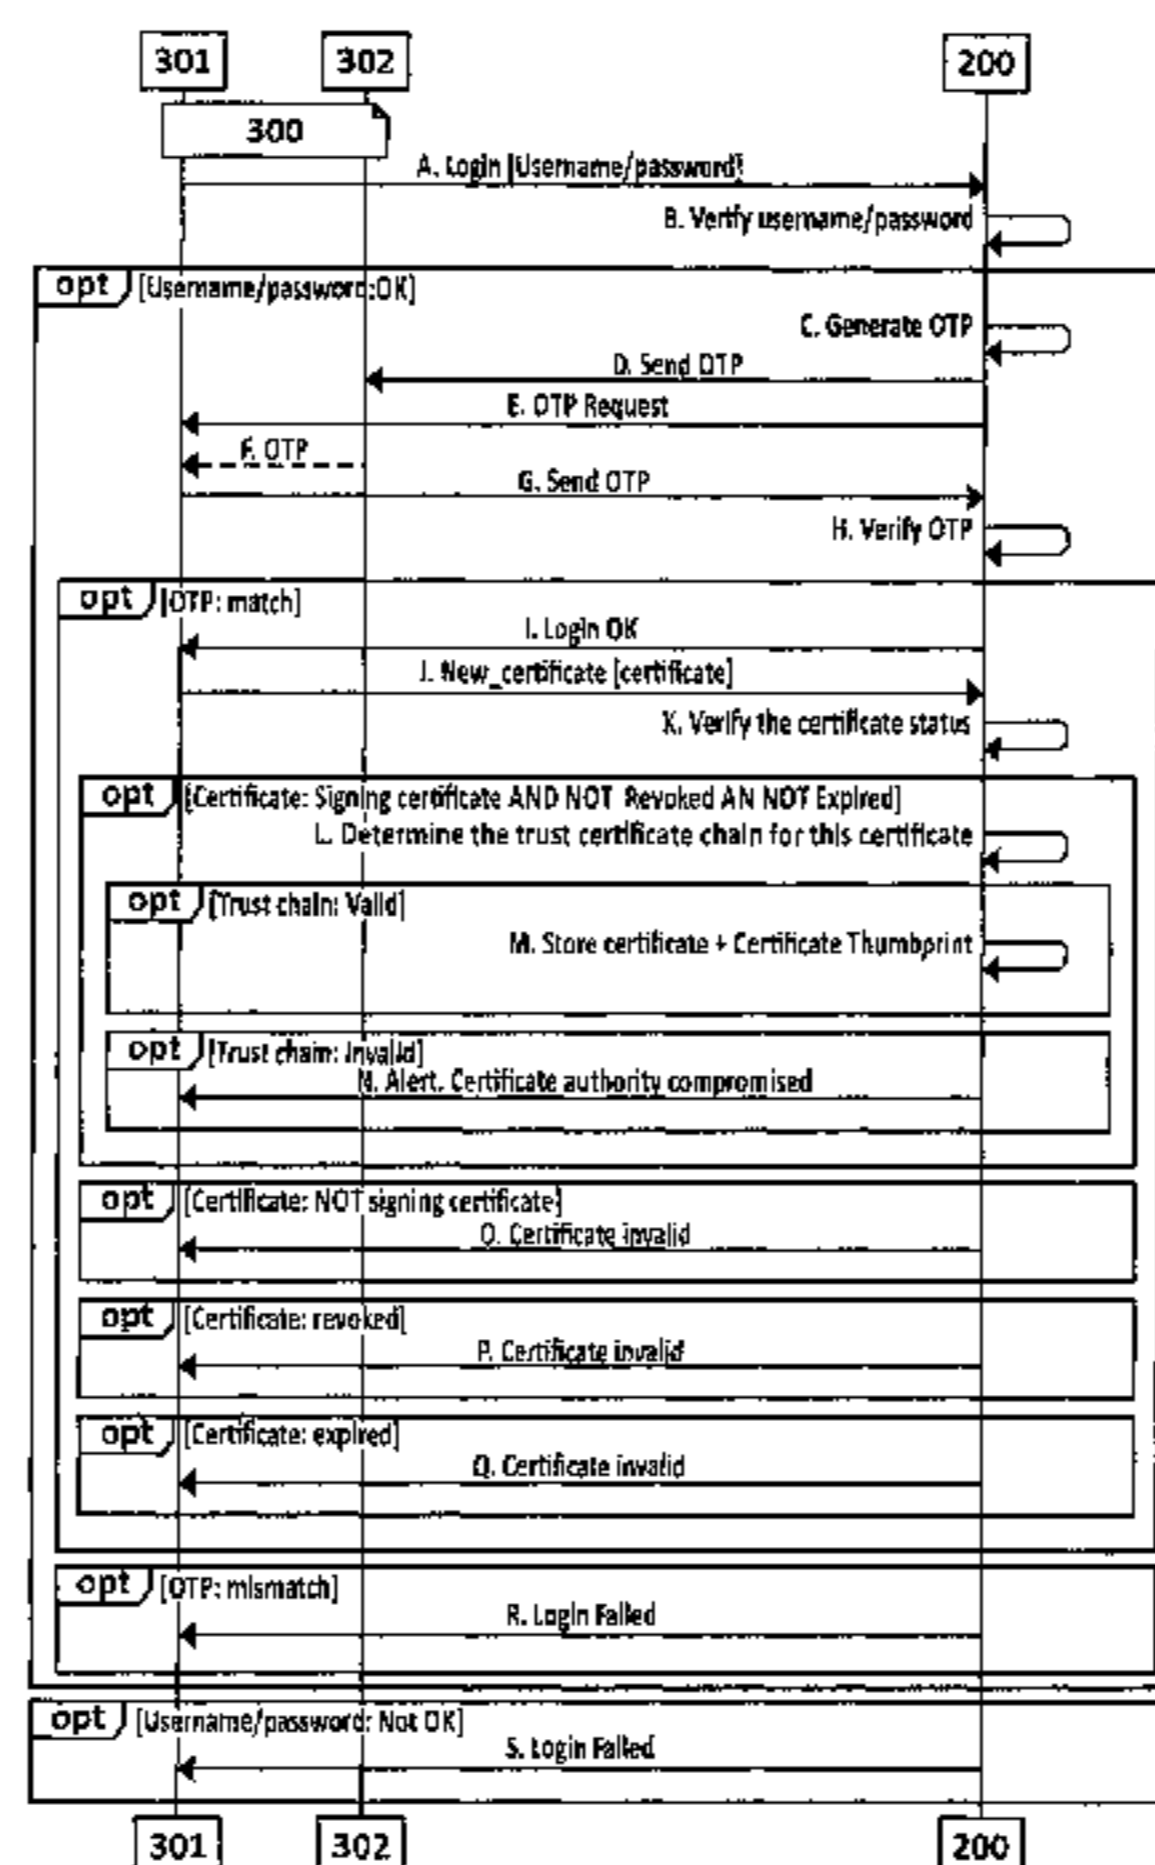 301 302 200
300
A. Login [Username/password]
B. Verify username/password
opt [Username/password:OK]
C. Generate OTP
D. Send OTP
E. OTP Request
F. OTP
G. Send OTP
H. Verify OTP
opt [OTP: match]
I. Login OK
J. New_certificate [certificate]
K. Verify the certificate status
opt [Certificate: Signing certificate AND NOT Revoked AN NOT Expired]
L. Determine the trust certificate chain for this certificate
opt [Trust chain: Valid]
M. Store certificate + Certificate Thumbprint
opt [Trust chain: Invalid]
N. Alert. Certificate authority compromised
opt [Certificate: NOT signing certificate]
O. Certificate invalid
opt [Certificate: revoked]
P. Certificate invalid
opt [Certificate: expired]
Q. Certificate invalid
opt [OTP: mismatch]
R. Login Failed
opt [Username/password: Not OK]
S. Login Failed
301 302 200